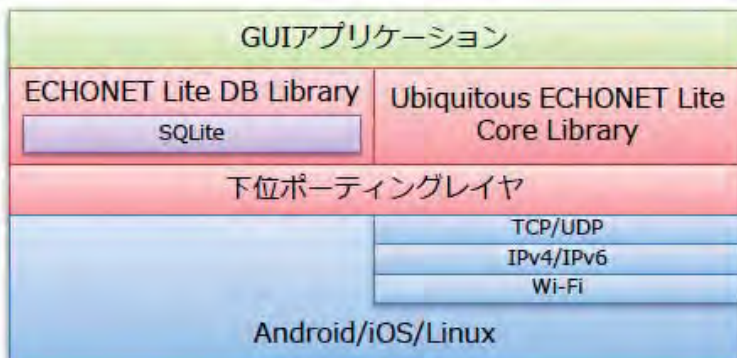 GUIアプリケーション
ECHONET Lite DB Library
SQLite
Ubiquitous ECHONET Lite
Core Library
下位ポーティングレイヤ
TCP/UDP
IPv4/IPv6
Wi-Fi
Android/iOS/Linux